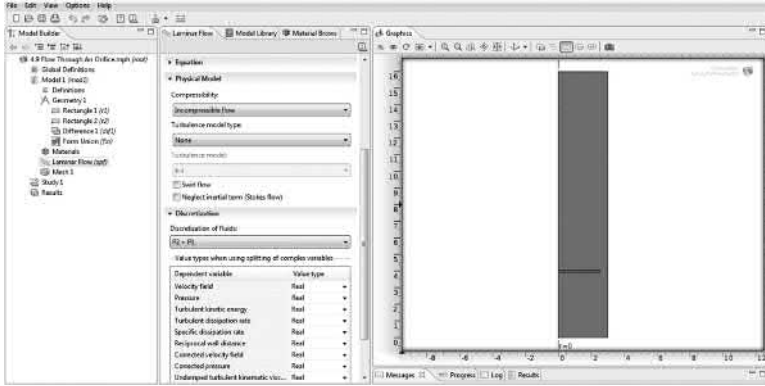 File Edit View Options Help
Model Builder
4.9 Flow Through An Orifice.mph (root)
Global Definitions
Model 1 (mod1)
Definitions
Geometry 1
Rectangle 1 (r1)
Rectangle 2 (r2)
Difference 1 (dif1)
Form Union (fin)
Materials
Laminar Flow (spf)
Mesh 1
Study 1
Results
Laminar Flow
Model Library
Material Brows
Equation
Physical Model
Compressibility:
Incompressible flow
Turbulence model type:
None
Turbulence model:
k-ε
Swirl flow
Neglect inertial term (Stokes flow)
Discretization
Discretization of fluids:
P2 + P1
Value types when using splitting of complex variables
Dependent variable Value type
Velocity field Real
Pressure Real
Turbulent kinetic energy Real
Turbulent dissipation rate Real
Specific dissipation rate Real
Reciprocal wall distance Real
Corrected velocity field Real
Corrected pressure Real
Undamped turbulent kinematic visc... Real
Graphics
16
15
14
13
12
11
10
9
8
7
6
5
4
3
2
1
0
r=0
-8 -6 -4 -2 0 2 4 6 8 10 12
Messages Progress Log Results